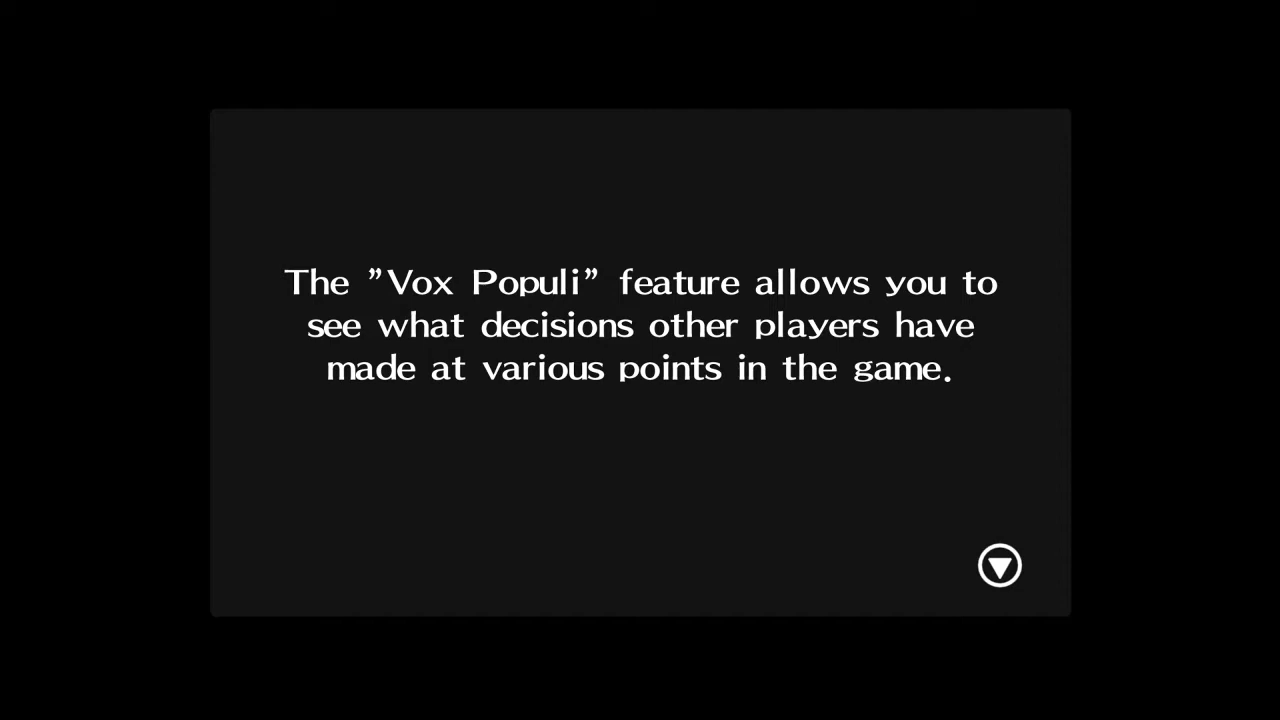 The ”Vox Populi” feature allows you to
see what decisions other players have
made at various points in the game.